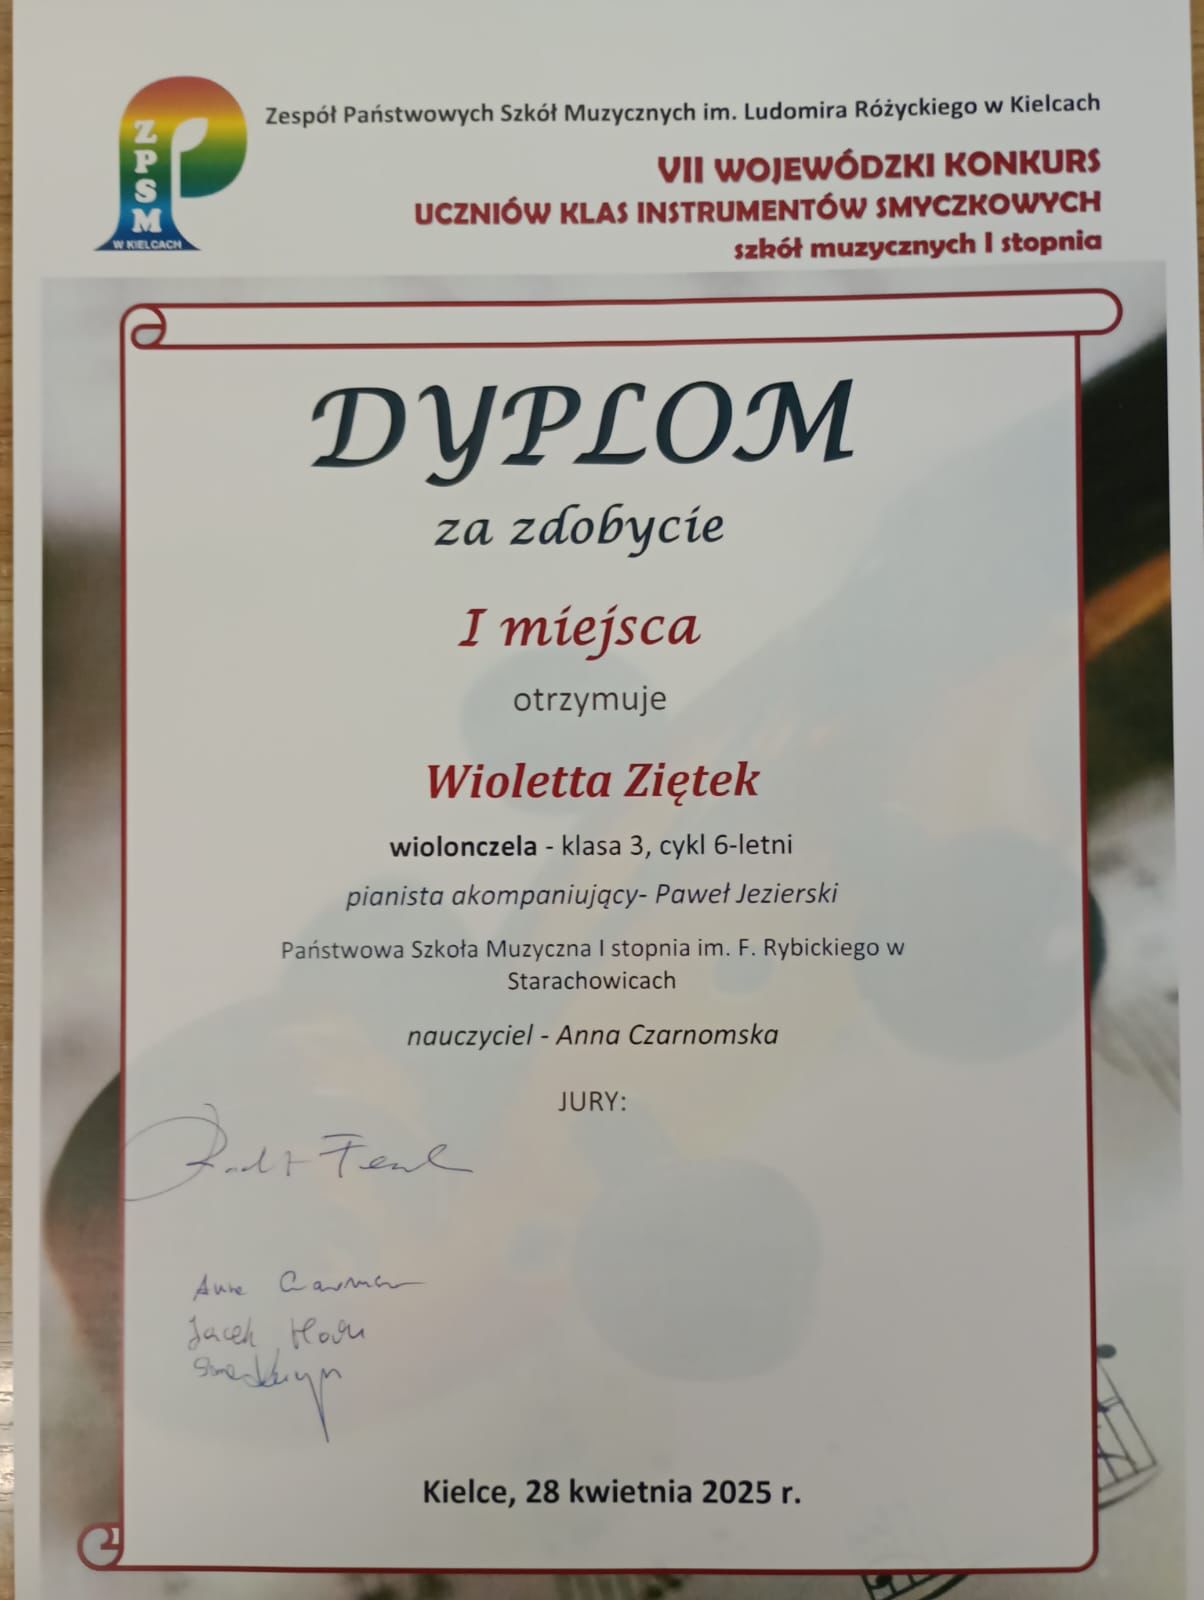 Zespół Państwowych Szkół Muzycznych im. Ludomira Różyckiego w Kielcach
VII WOJEWÓDZKI KONKURS
UCZNIÓW KLAS INSTRUMENTÓW SMYCZKOWYCH
szkół muzycznych I stopnia
ZPSM
W KIELCACH
DYPLOM
za zdobycie
I miejsca
otrzymuje
Wioletta Ziętek
wiolonczela - klasa 3, cykl 6-letni
pianista akompaniujący- Paweł Jezierski
Państwowa Szkoła Muzyczna I stopnia im. F. Rybickiego w
Starachowicach
nauczyciel - Anna Czarnomska
JURY:
Jacek
Kielce, 28 kwietnia 2025 r.